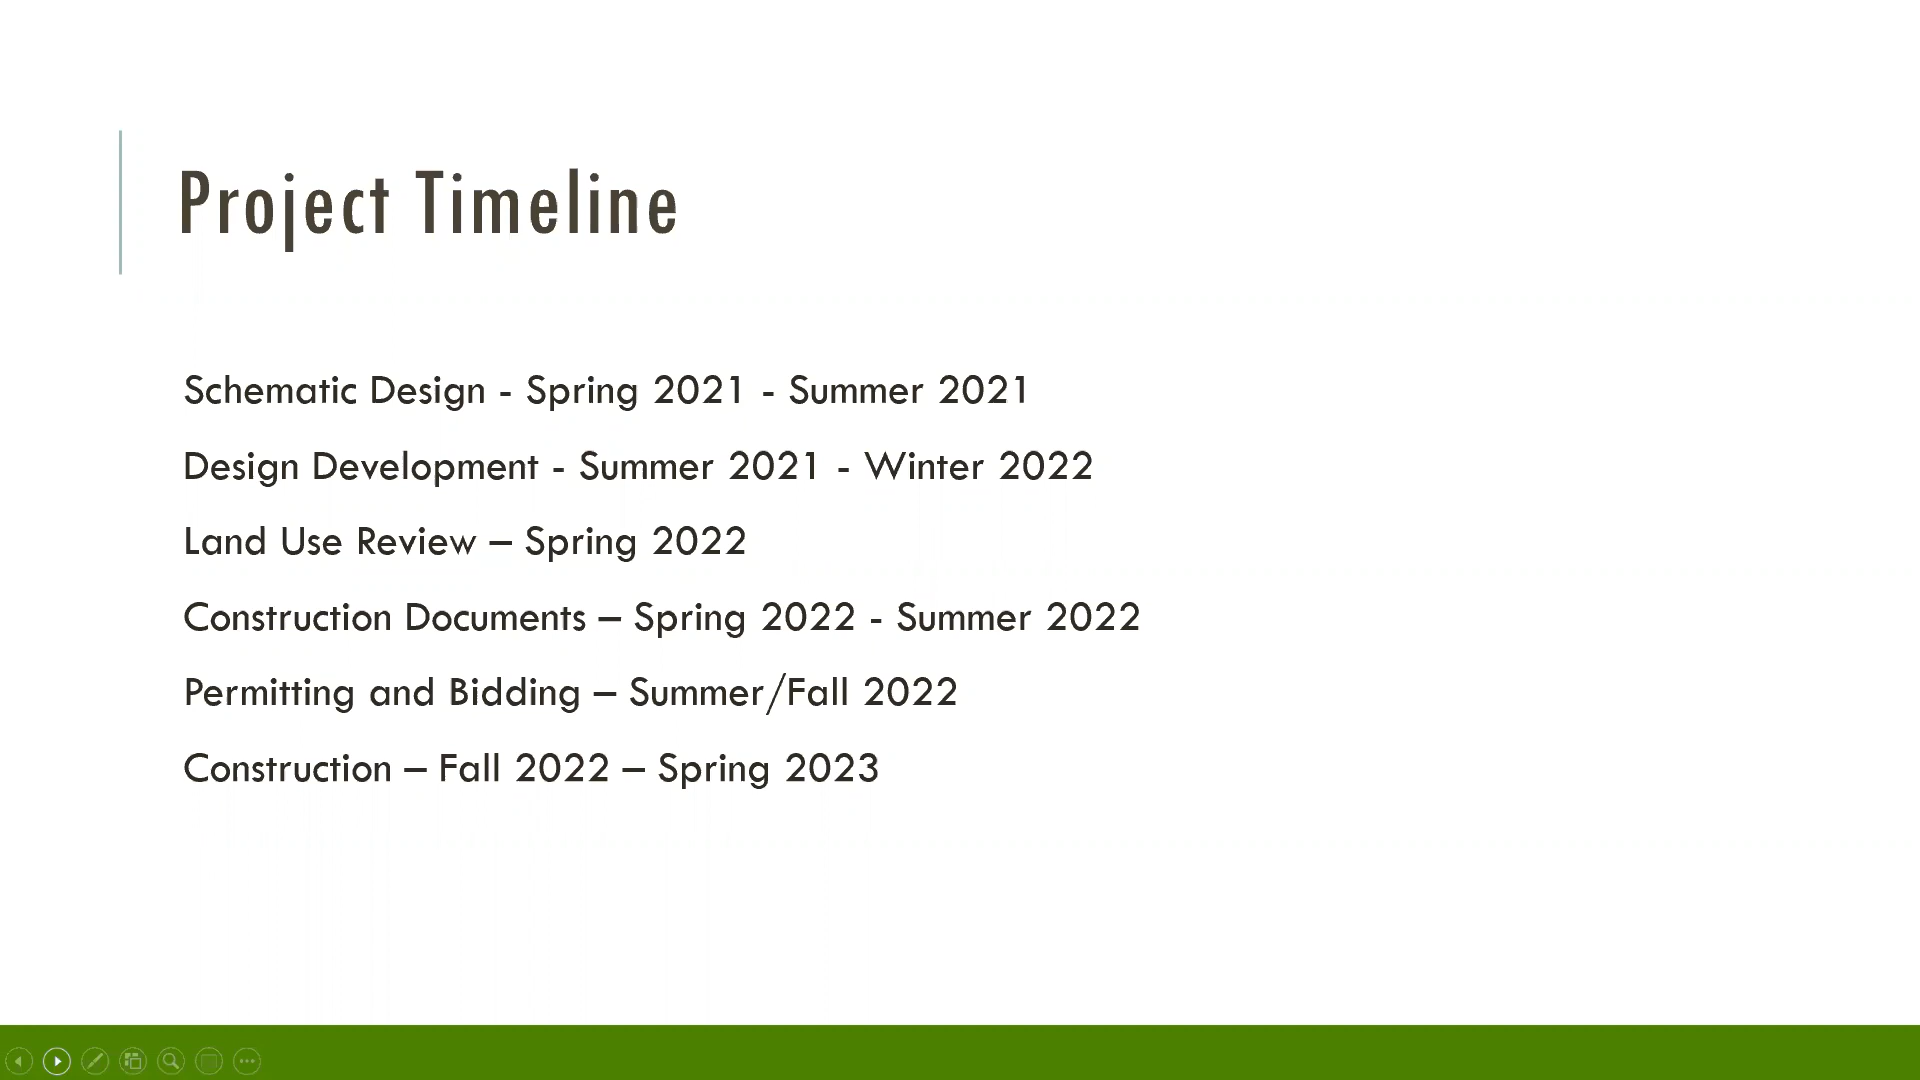 Project Timeline
Schematic Design - Spring 2021 - Summer 2021
Design Development - Summer 2021 - Winter 2022
Land Use Review – Spring 2022
Construction Documents – Spring 2022 - Summer 2022
Permitting and Bidding – Summer/Fall 2022
Construction – Fall 2022 – Spring 2023